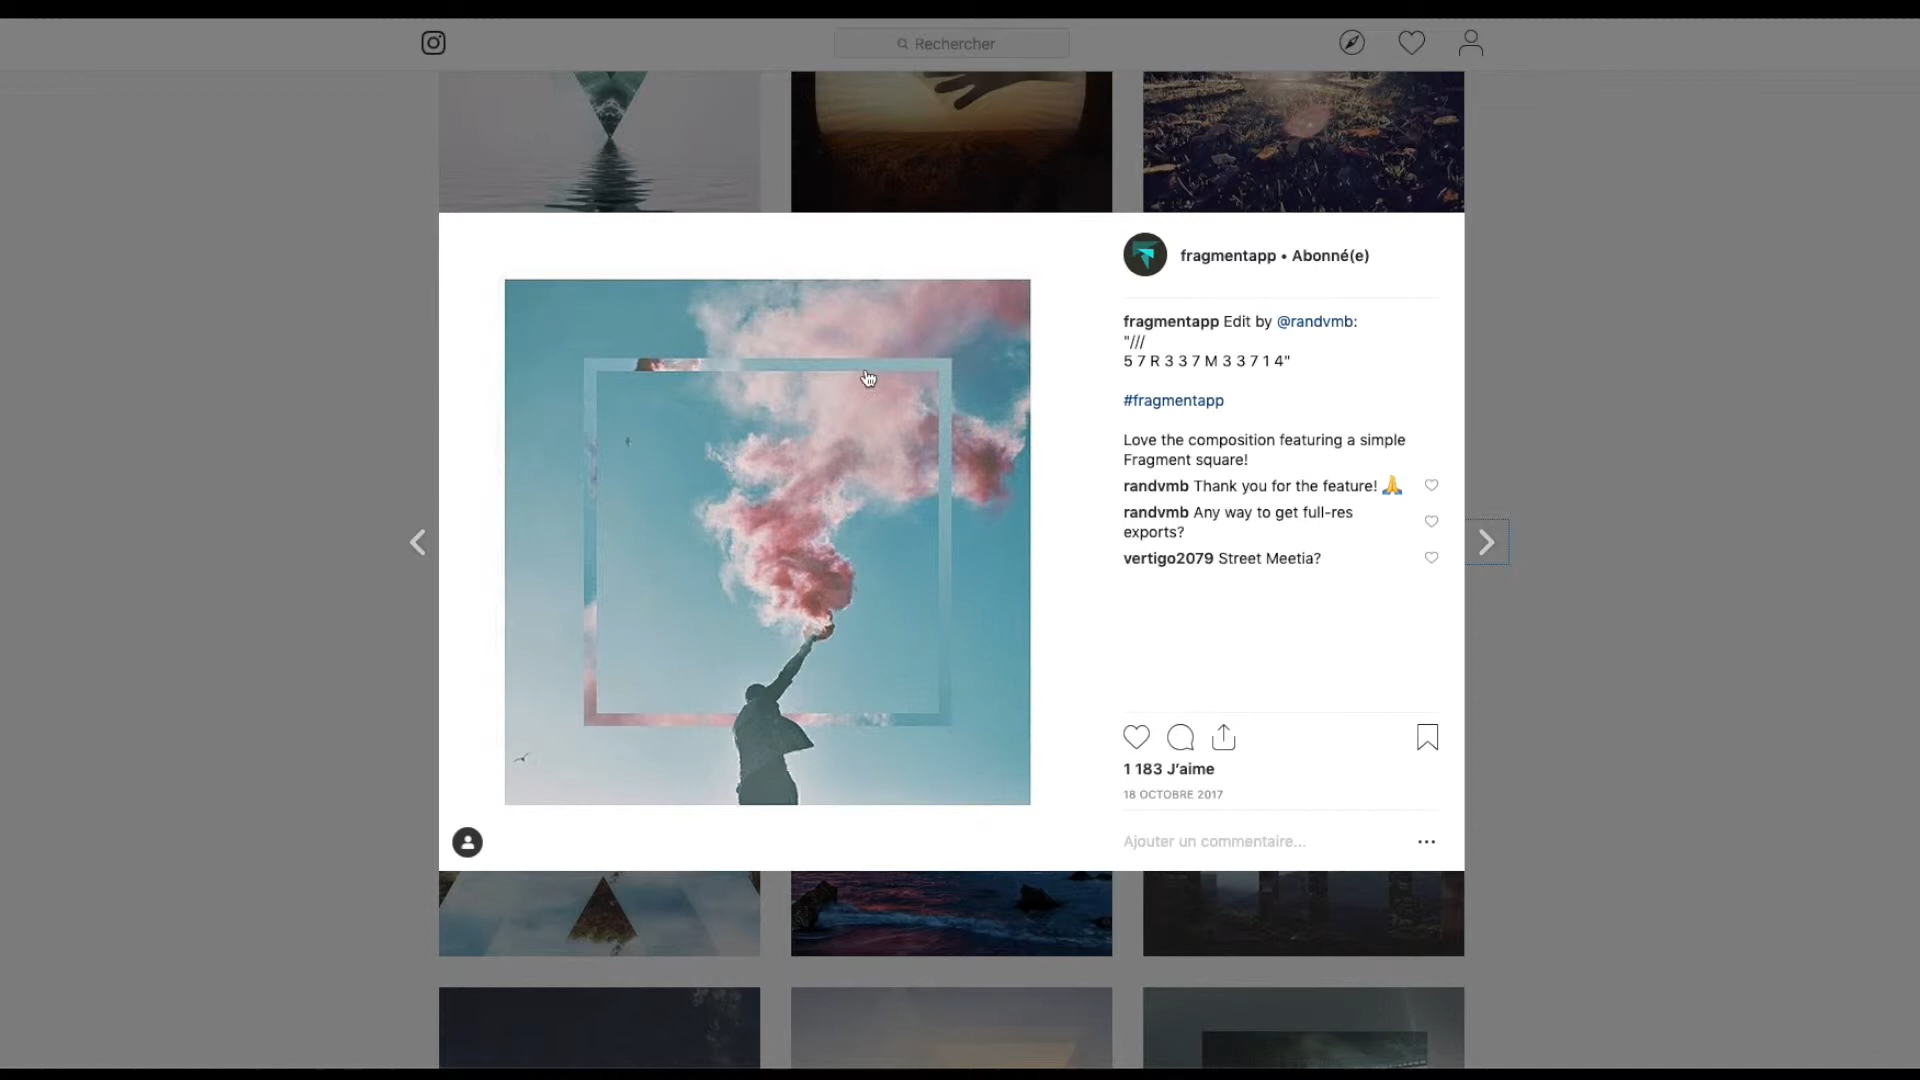 Rechercher
fragmentapp • Abonné(e)
fragmentapp Edit by @randvmb:
"///
5 7 R 3 3 7 M 3 3 7 1 4"
#fragmentapp
Love the composition featuring a simple
Fragment square!
randvmb Thank you for the feature! 🙏
randvmb Any way to get full-res
exports?
vertigo2079 Street Meetia?
1 183 J'aime
18 OCTOBRE 2017
Ajouter un commentaire...